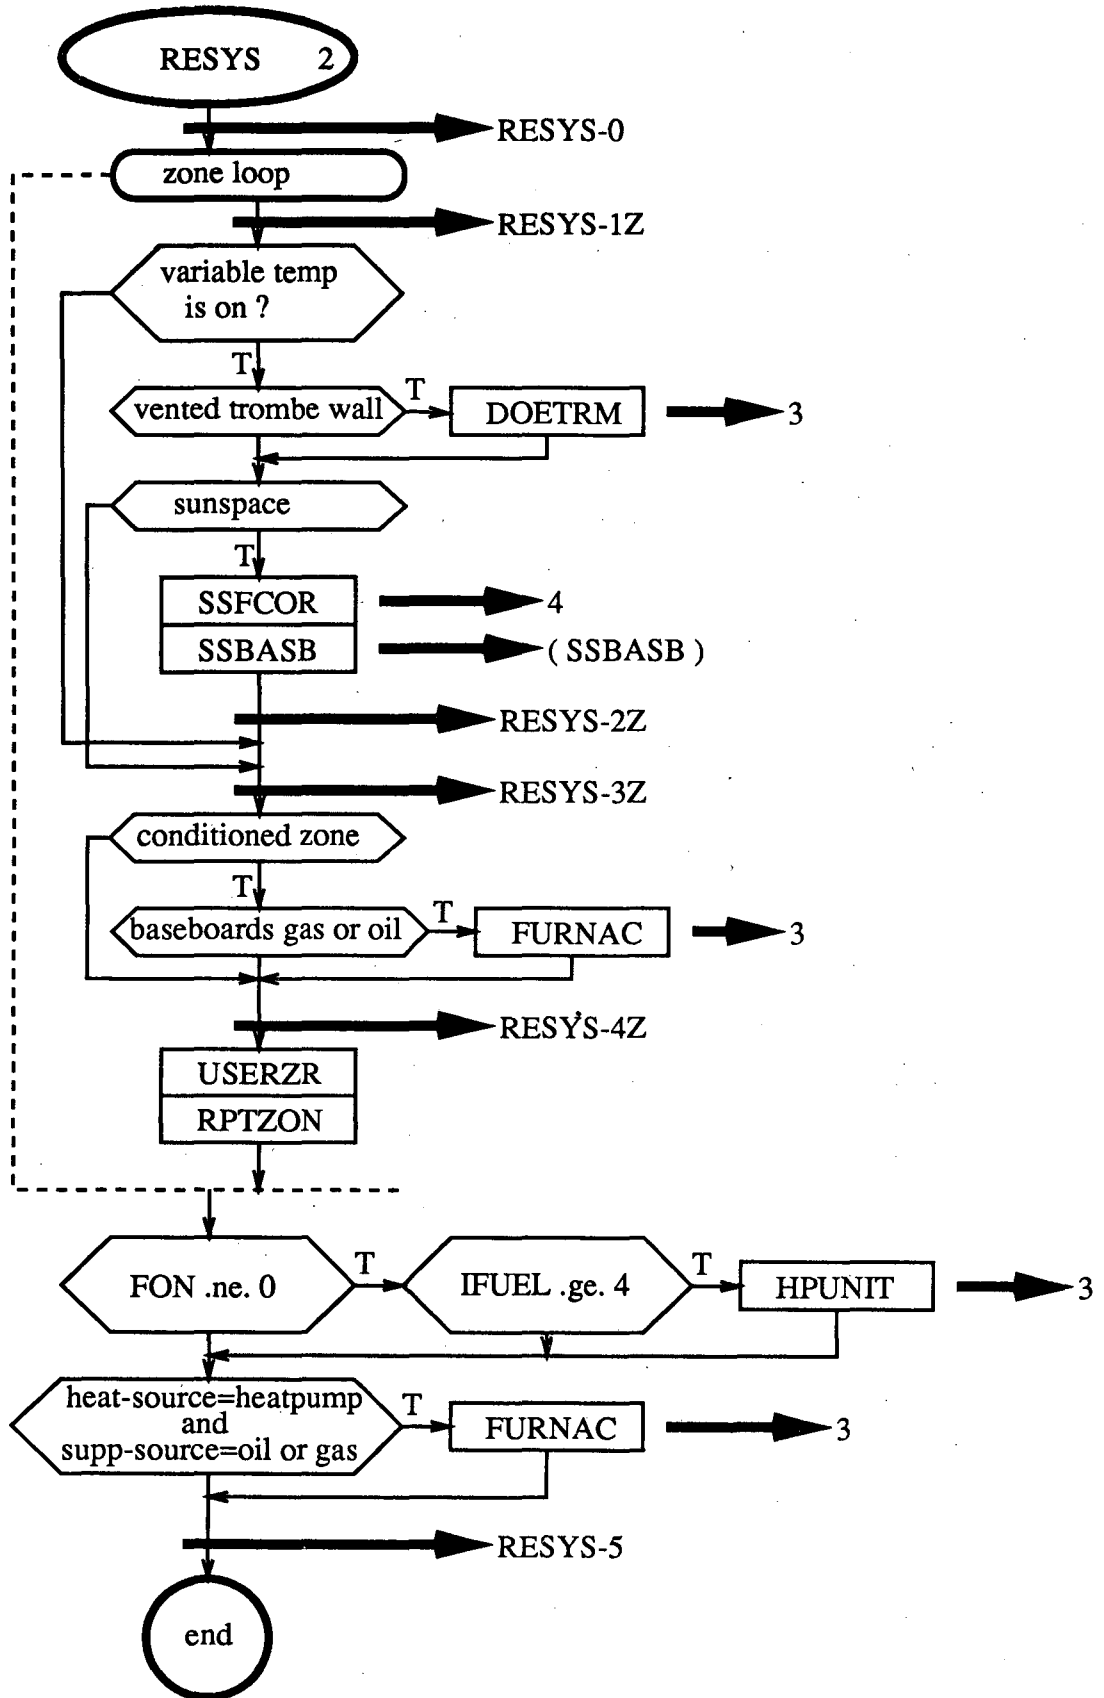 RESYS 2
RESYS-0
zone loop
RESYS-1Z
variable temp
is on ?
T
vented trombe wall
T
DOETRM
3
sunspace
T
SSFCOR
4
SSBASB
( SSBASB )
RESYS-2Z
RESYS-3Z
conditioned zone
T
baseboards gas or oil
T
FURNAC
3
RESYS-4Z
USERZR
RPTZON
FON .ne. 0
T
IFUEL .ge. 4
T
HPUNIT
3
heat-source=heatpump
and
supp-source=oil or gas
T
FURNAC
3
RESYS-5
end